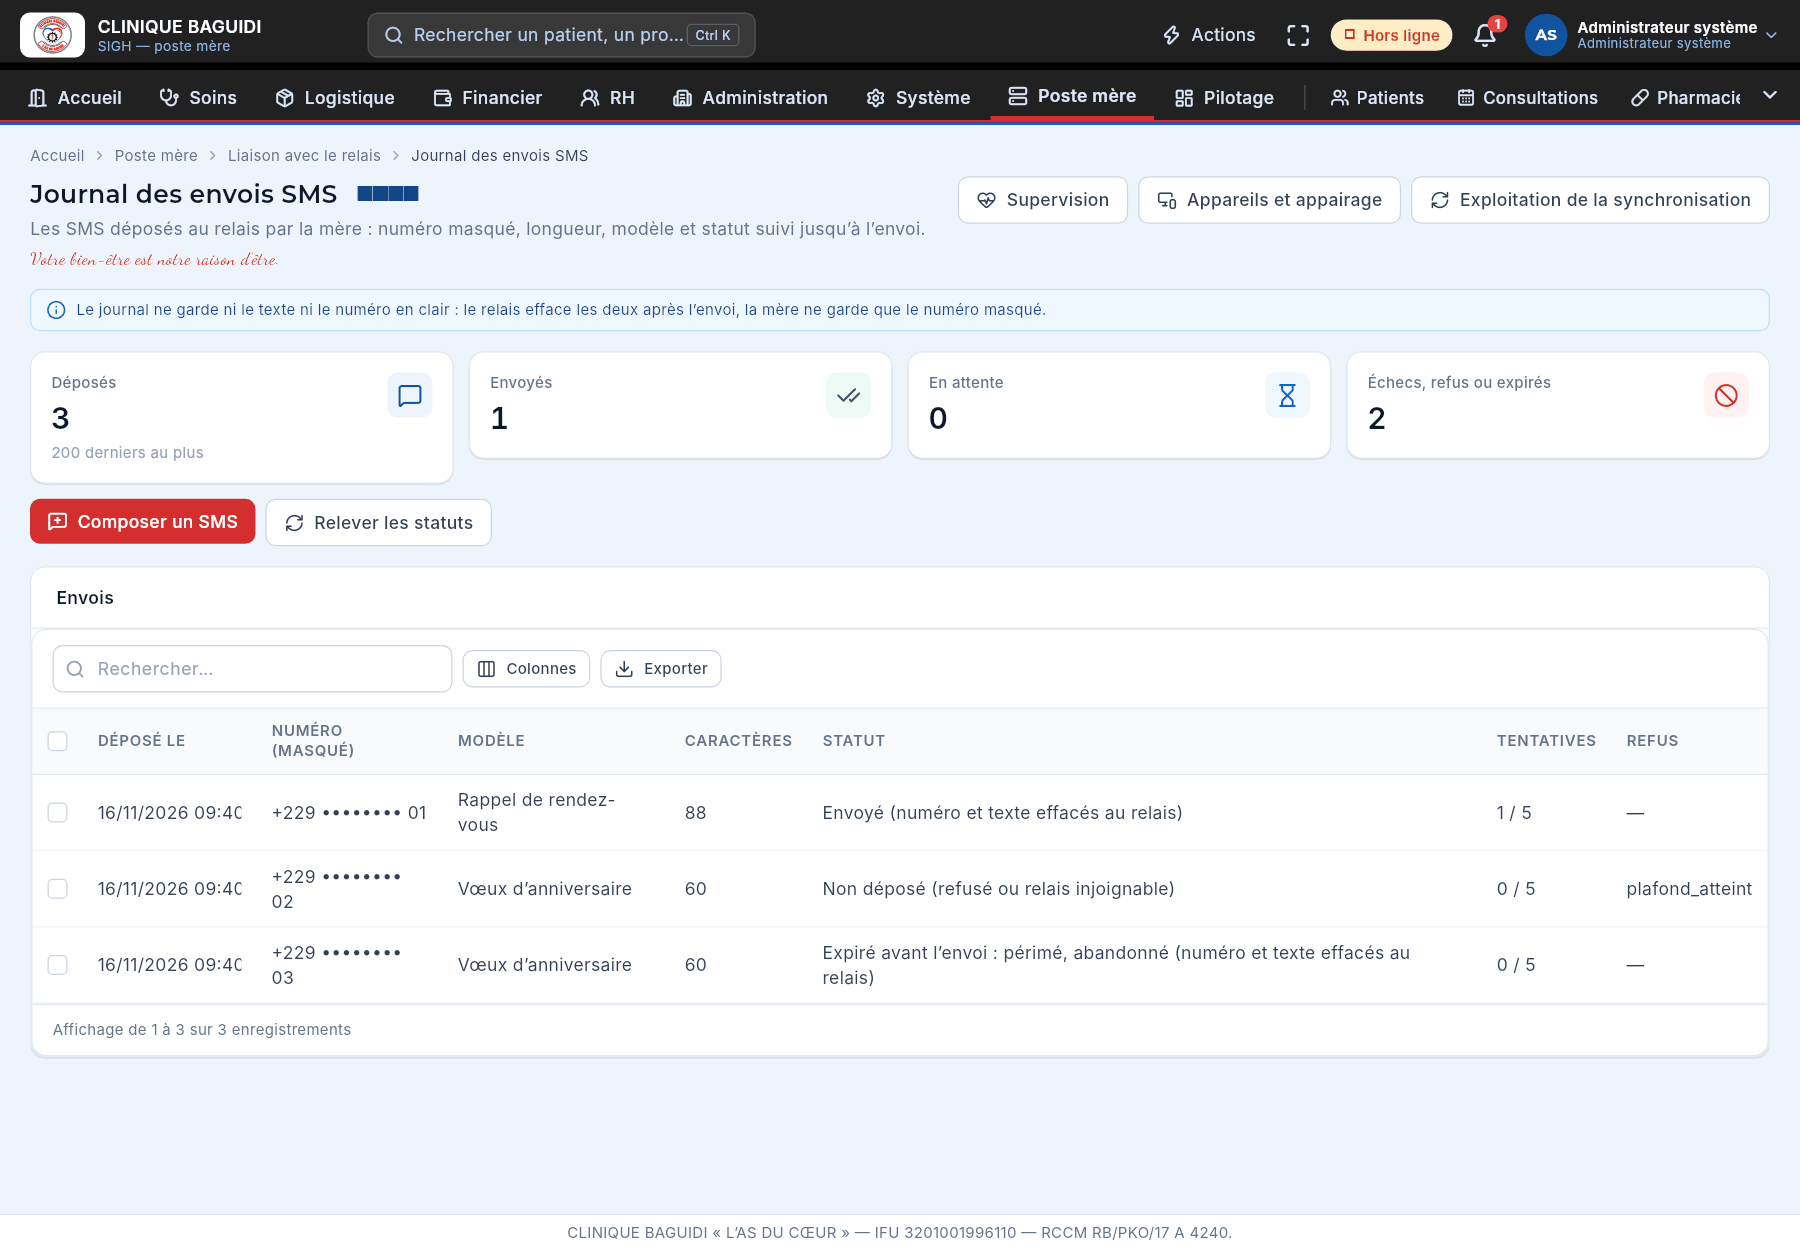 CLINIQUE BAGUIDI
SIGH — poste mère
Rechercher un patient, un pro... Ctrl K
Actions
Hors ligne
1
AS
Administrateur système
Administrateur système
Accueil
Soins
Logistique
Financier
RH
Administration
Système
Poste mère
Pilotage
Patients
Consultations
Pharmacie
Accueil > Poste mère > Liaison avec le relais > Journal des envois SMS
Journal des envois SMS
Supervision
Appareils et appairage
Exploitation de la synchronisation
Les SMS déposés au relais par la mère : numéro masqué, longueur, modèle et statut suivi jusqu’à l’envoi.
Votre bien-être est notre raison d'être.
Le journal ne garde ni le texte ni le numéro en clair : le relais efface les deux après l’envoi, la mère ne garde que le numéro masqué.
Déposés
3
200 derniers au plus
Envoyés
1
En attente
0
Échecs, refus ou expirés
2
Composer un SMS
Relever les statuts
Envois
Rechercher...
Colonnes
Exporter
DÉPOSÉ LE
NUMÉRO
(MASQUÉ)
MODÈLE
CARACTÈRES
STATUT
TENTATIVES
REFUS
16/11/2026 09:40
+229 •••••••• 01
Rappel de rendez-
vous
88
Envoyé (numéro et texte effacés au relais)
1 / 5
—
16/11/2026 09:40
+229 ••••••••
02
Vœux d’anniversaire
60
Non déposé (refusé ou relais injoignable)
0 / 5
plafond_atteint
16/11/2026 09:40
+229 ••••••••
03
Vœux d’anniversaire
60
Expiré avant l’envoi : périmé, abandonné (numéro et texte effacés au
relais)
0 / 5
—
Affichage de 1 à 3 sur 3 enregistrements
CLINIQUE BAGUIDI « L’AS DU CŒUR » — IFU 3201001996110 — RCCM RB/PKO/17 A 4240.